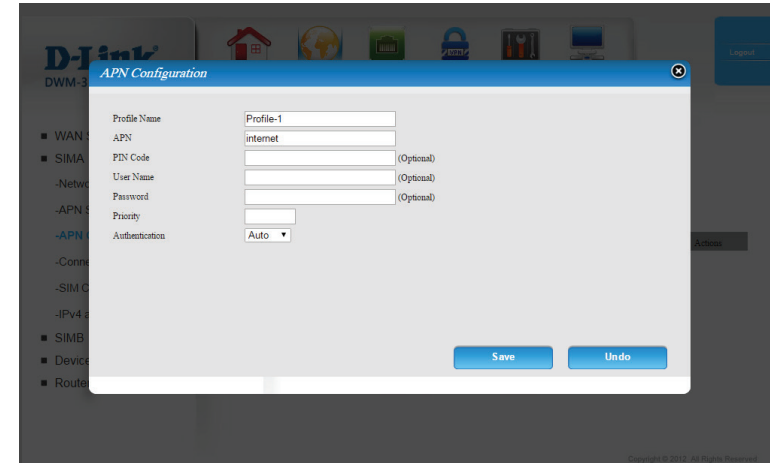 D-Link
DWM-3
VPN
Logout
APN Configuration
Profile Name Profile-1
APN internet
PIN Code (Optional)
User Name (Optional)
Password (Optional)
Priority
Authentication Auto
Save Undo
WAN
SIMA
-Netwo
-APN
-APN
-Conne
-SIM C
-IPv4 a
SIMB
Device
Route
Actions
Copyright © 2012 All Rights Reserved